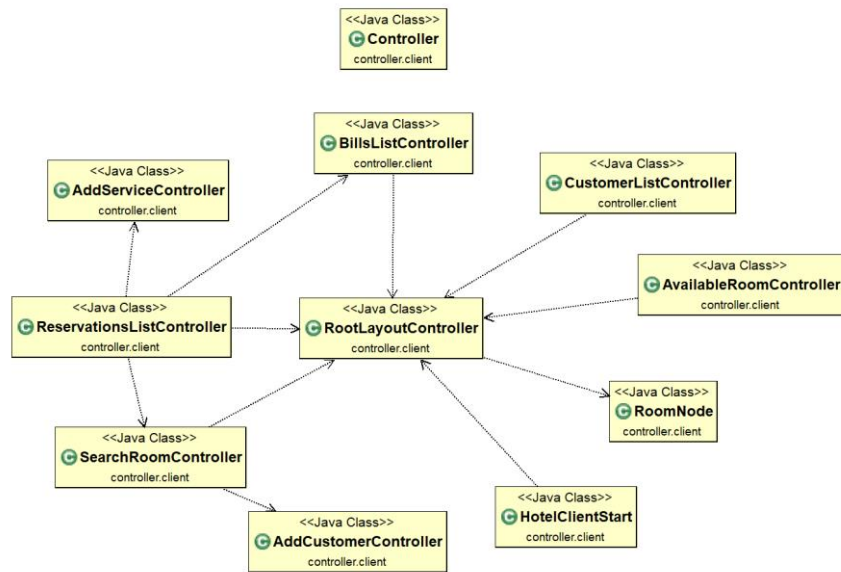 <<Java Class>>
C Controller
controller.client
<<Java Class>>
C BillsListController
controller.client
<<Java Class>>
C AddServiceController
controller.client
<<Java Class>>
C CustomerListController
controller.client
<<Java Class>>
C AvailableRoomController
controller.client
<<Java Class>>
C ReservationsListController
controller.client
<<Java Class>>
C RootLayoutController
controller.client
<<Java Class>>
C RoomNode
controller.client
<<Java Class>>
C SearchRoomController
controller.client
<<Java Class>>
C HotelClientStart
controller.client
<<Java Class>>
C AddCustomerController
controller.client